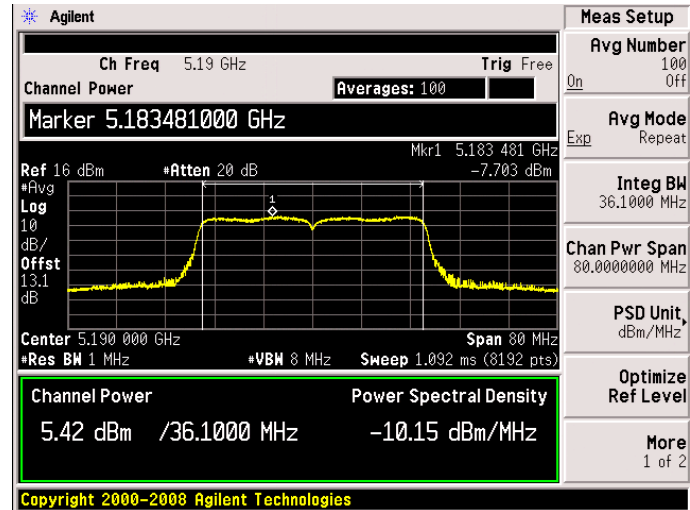 Agilent
Meas Setup
Ch Freq 5.19 GHz Trig Free
Channel Power Averages: 100
Marker 5.183481000 GHz
Mkr1 5.183 481 GHz
Ref 16 dBm #Atten 20 dB -7.703 dBm
#Avg
Log
10
dB/
Offst
13.1
dB
1
Center 5.190 000 GHz Span 80 MHz
#Res BW 1 MHz #VBW 8 MHz Sweep 1.092 ms (8192 pts)
Channel Power Power Spectral Density
5.42 dBm /36.1000 MHz -10.15 dBm/MHz
Avg Number
100
On Off
Avg Mode
Exp Repeat
Integ BW
36.1000 MHz
Chan Pwr Span
80.0000000 MHz
PSD Unit
dBm/MHz
Optimize
Ref Level
More
1 of 2
Copyright 2000-2008 Agilent Technologies